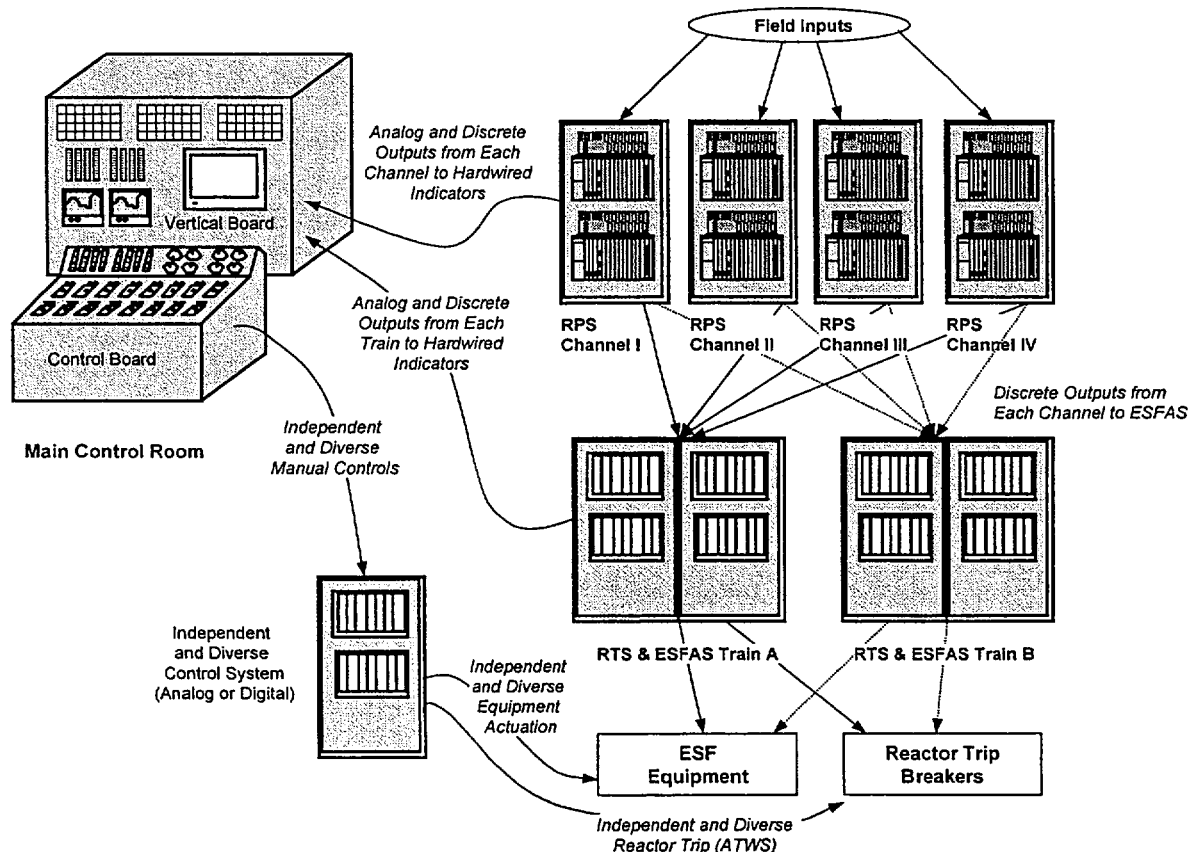 Field Inputs
Analog and Discrete
Outputs from Each
Channel to Hardwired
Indicators
Vertical Board
Control Board
Main Control Room
Analog and Discrete
Outputs from Each
Train to Hardwired
Indicators
RPS
Channel I
RPS
Channel II
RPS
Channel III
RPS
Channel IV
Discrete Outputs from
Each Channel to ESFAS
Independent
and Diverse
Manual Controls
Independent
and Diverse
Control System
(Analog or Digital)
RTS & ESFAS Train A
RTS & ESFAS Train B
Independent
and Diverse
Equipment
Actuation
ESF
Equipment
Reactor Trip
Breakers
Independent and Diverse
Reactor Trip (ATWS)